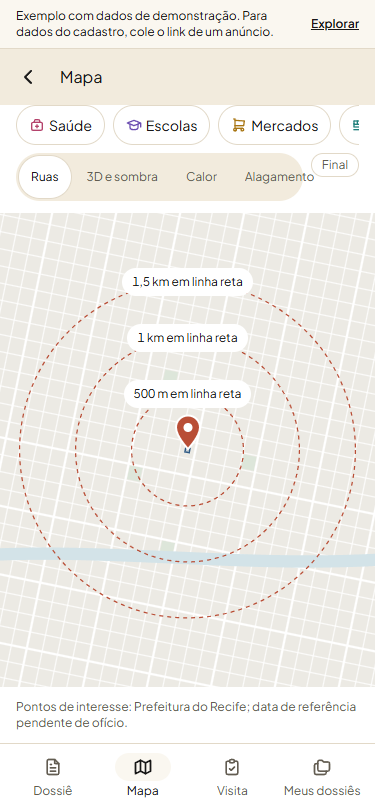 Exemplo com dados de demonstração. Para
dados do cadastro, cole o link de um anúncio.
Explorar
Mapa
Saúde
Escolas
Mercados
Ruas
3D e sombra
Calor
Alagamento
Final
1,5 km em linha reta
1 km em linha reta
500 m em linha reta
Pontos de interesse: Prefeitura do Recife; data de referência
pendente de ofício.
Dossiê
Mapa
Visita
Meus dossiês